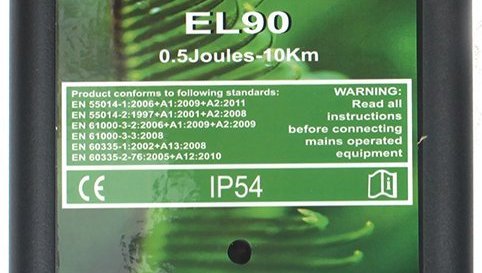 EL90
0.5Joules-10Km
Product conforms to following standards:
EN 55014-1:2006+A1:2009+A2:2011
EN 55014-2:1997+A1:2001+A2:2008
EN 61000-3-2:2006+A1:2009+A2:2009
EN 61000-3-3:2008
EN 60335-1:2002+A13:2008
EN 60335-2-76:2005+A12:2010
WARNING:
Read all
instructions
before connecting
mains operated
equipment
CE
IP54